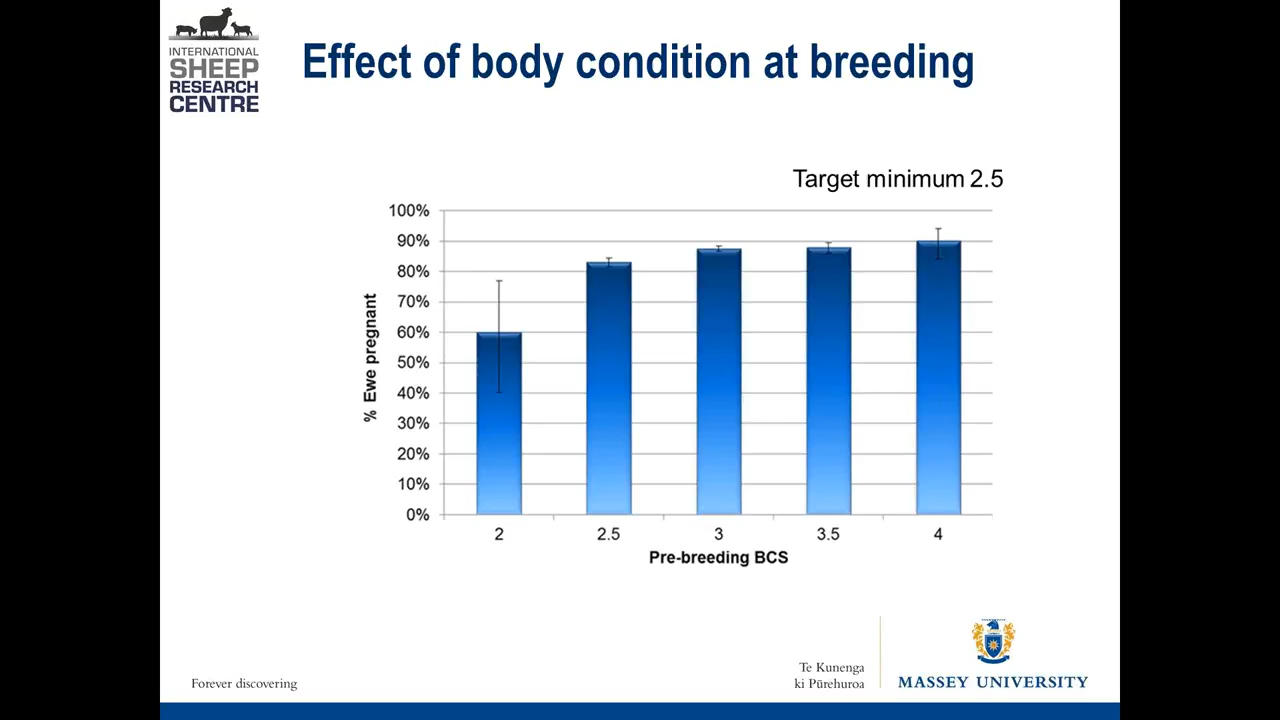 INTERNATIONAL
SHEEP
RESEARCH
CENTRE
Effect of body condition at breeding
Target minimum 2.5
100%
90%
80%
70%
60%
50%
40%
30%
20%
10%
0%
% Ewe pregnant
2 2.5 3 3.5 4
Pre-breeding BCS
Forever discovering
Te Kunenga
ki Pūrehuroa
MASSEY UNIVERSITY